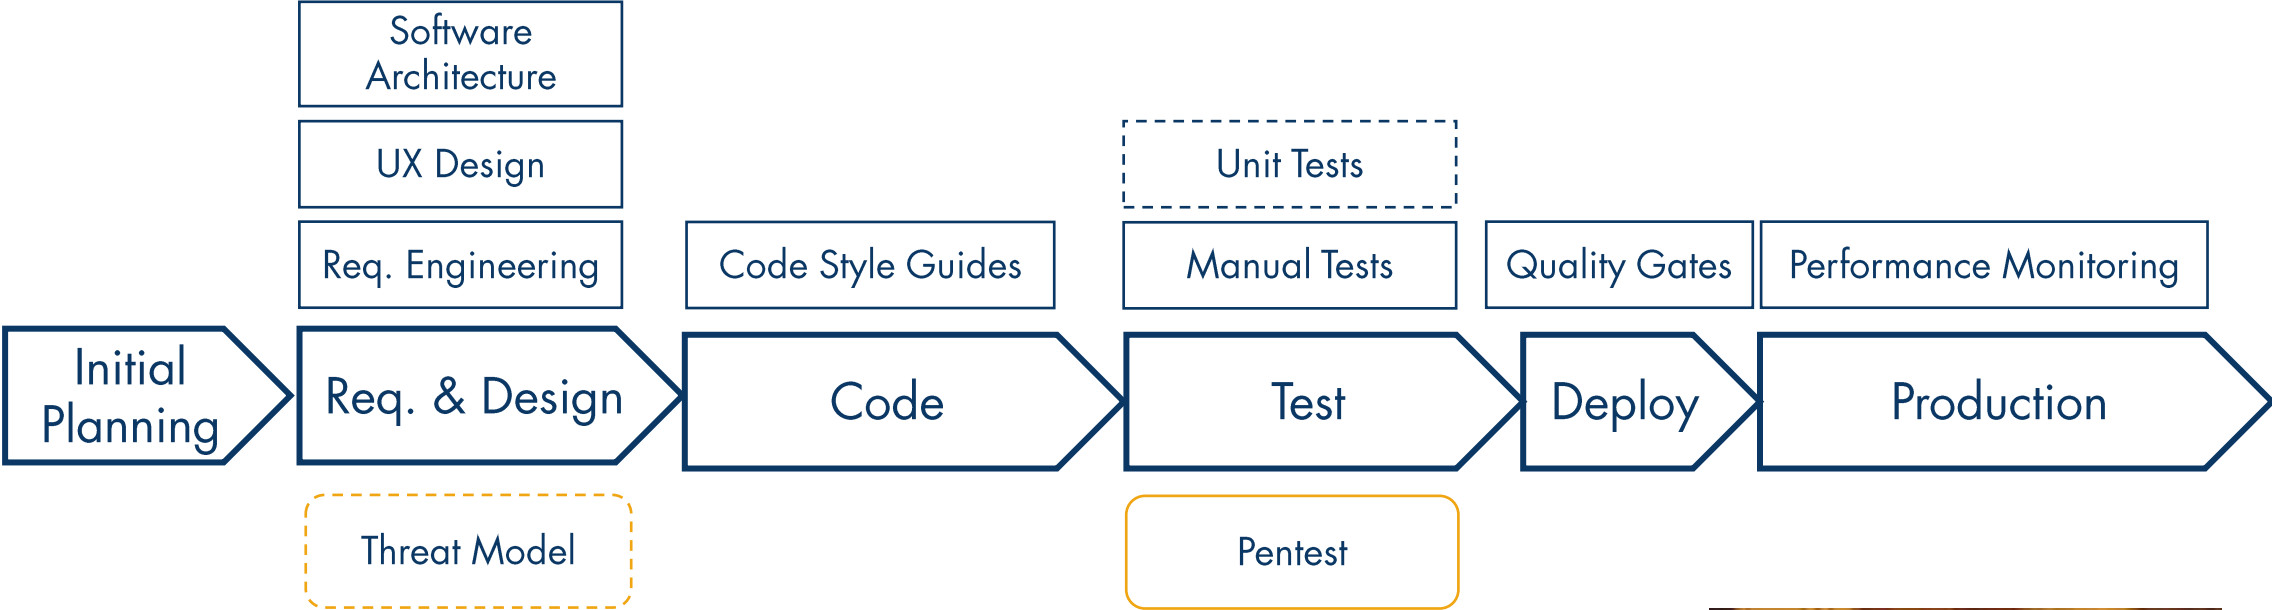 Software
Architecture
UX Design
Unit Tests
Req. Engineering
Code Style Guides
Manual Tests
Quality Gates
Performance Monitoring
Initial
Planning
Req. & Design
Code
Test
Deploy
Production
Threat Model
Pentest